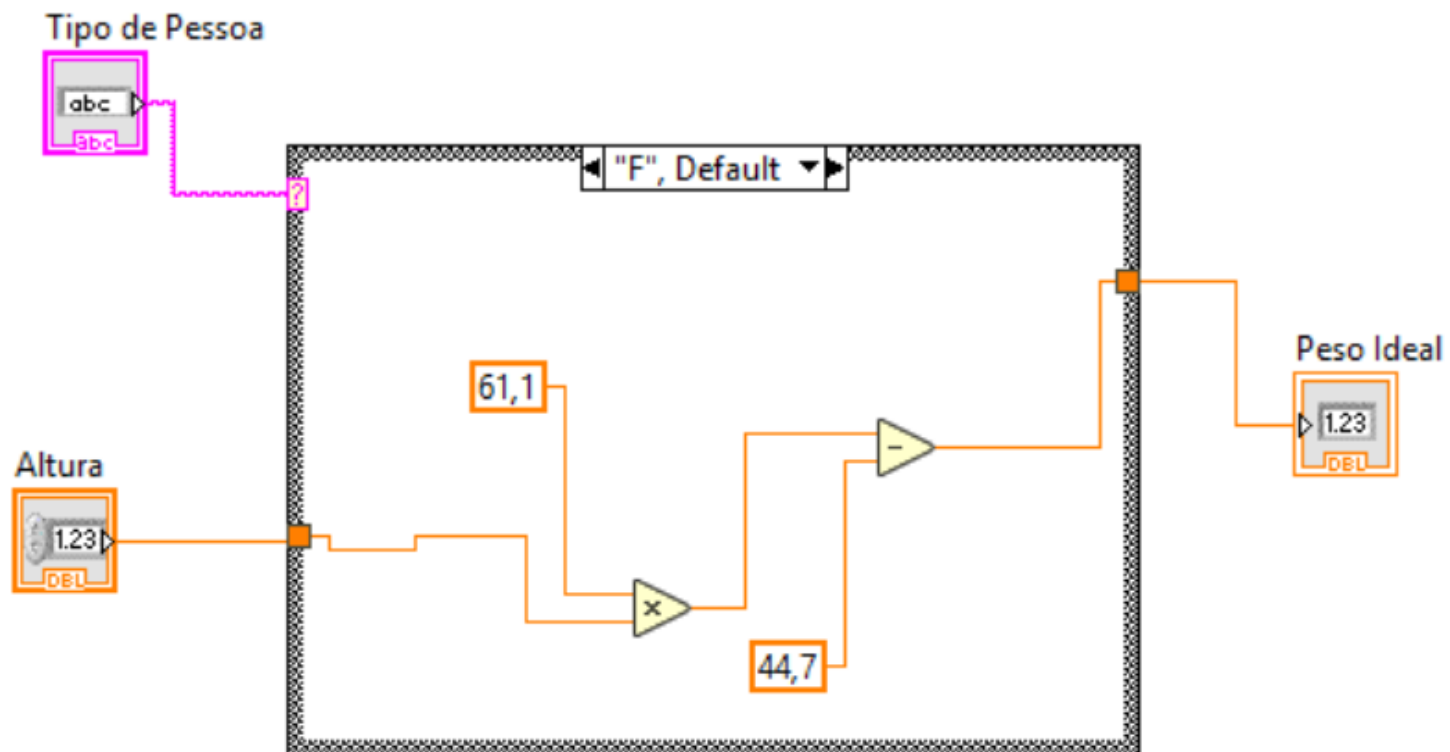 Tipo de Pessoa
abc
abc
?
"F", Default
61,1
Altura
1.23
DBL
×
44,7
-
Peso Ideal
1.23
DBL